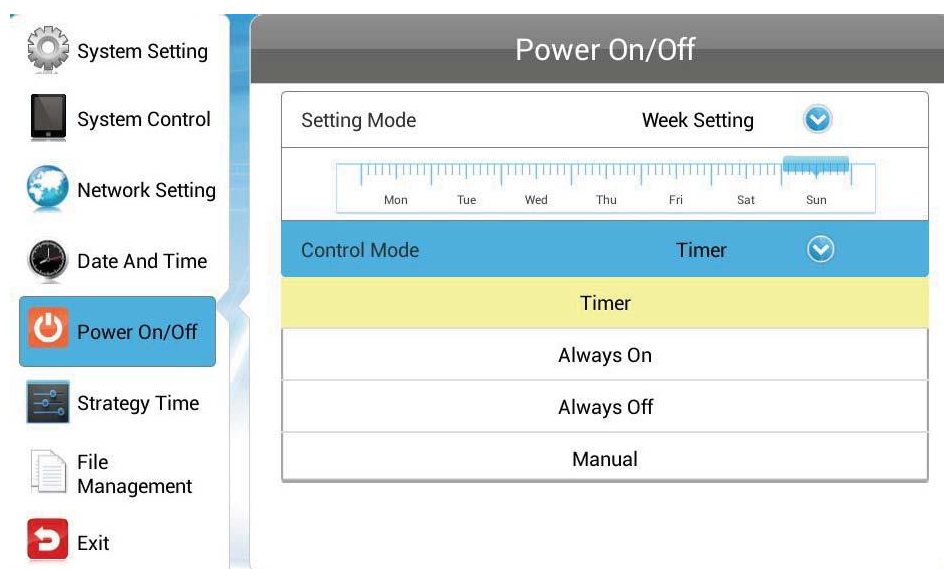 System Setting
System Control
Network Setting
Date And Time
Power On/Off
Strategy Time
File
Management
Exit
Power On/Off
Setting Mode Week Setting
Mon Tue Wed Thu Fri Sat Sun
Control Mode Timer
Timer
Always On
Always Off
Manual